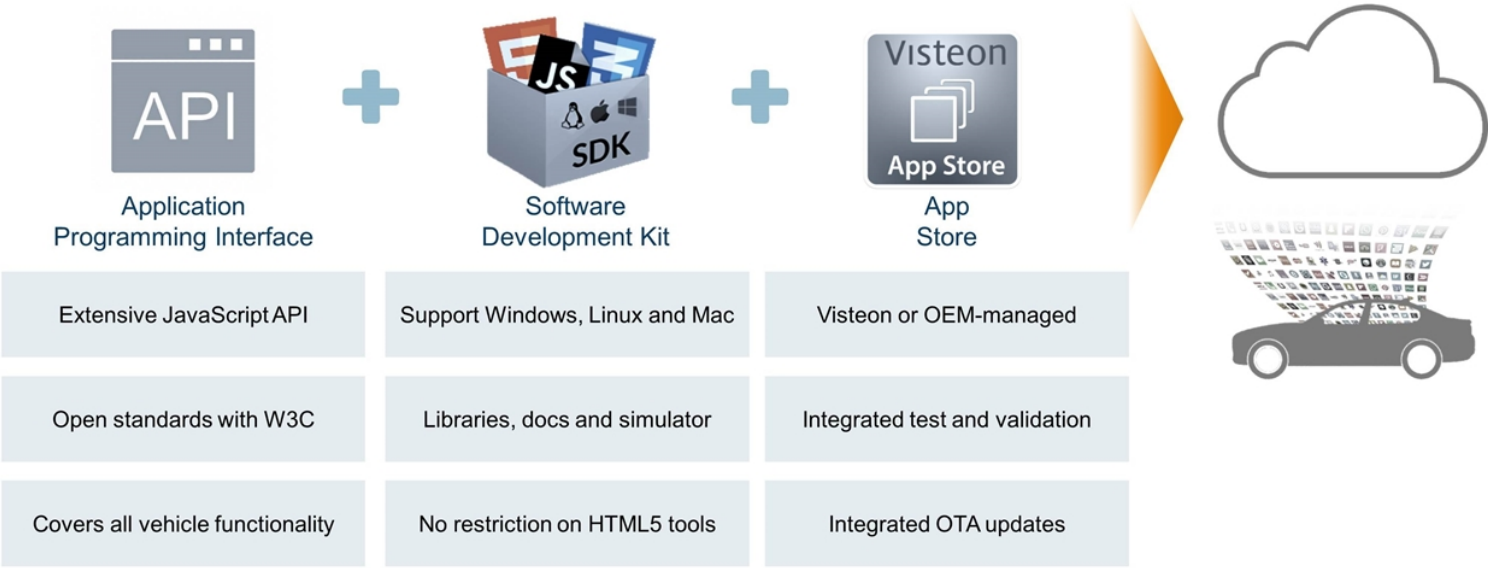 API
JS
SDK
Visteon
App Store
Application
Programming Interface
Software
Development Kit
App
Store
Extensive JavaScript API
Support Windows, Linux and Mac
Visteon or OEM-managed
Open standards with W3C
Libraries, docs and simulator
Integrated test and validation
Covers all vehicle functionality
No restriction on HTML5 tools
Integrated OTA updates